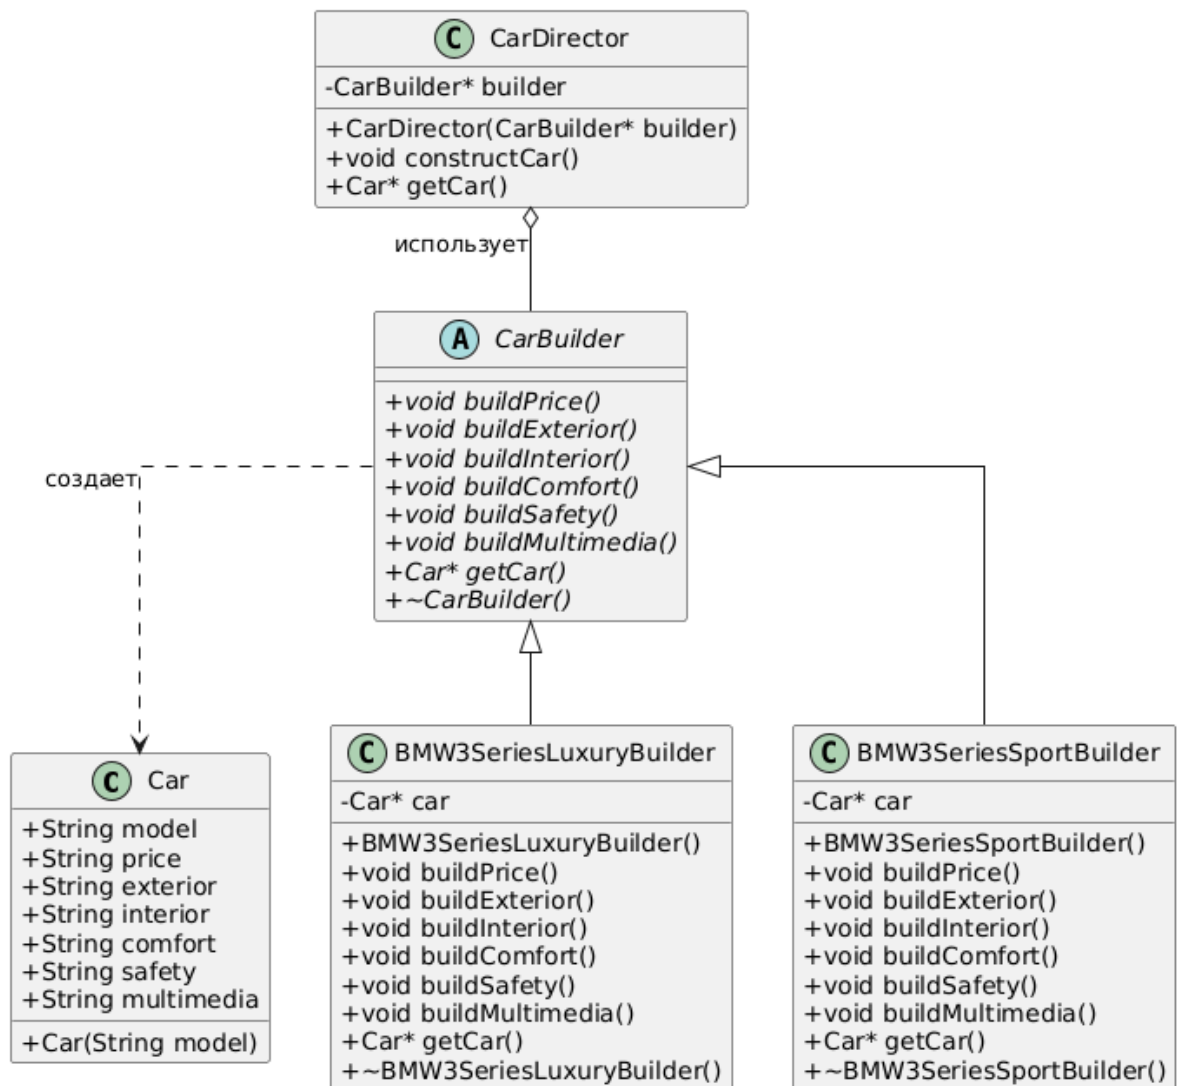 C CarDirector
-CarBuilder* builder
+CarDirector(CarBuilder* builder)
+void constructCar()
+Car* getCar()
использует
A CarBuilder
+void buildPrice()
+void buildExterior()
+void buildInterior()
+void buildComfort()
+void buildSafety()
+void buildMultimedia()
+Car* getCar()
+~CarBuilder()
создает
C Car
+String model
+String price
+String exterior
+String interior
+String comfort
+String safety
+String multimedia
+Car(String model)
C BMW3SeriesLuxuryBuilder
-Car* car
+BMW3SeriesLuxuryBuilder()
+void buildPrice()
+void buildExterior()
+void buildInterior()
+void buildComfort()
+void buildSafety()
+void buildMultimedia()
+Car* getCar()
+~BMW3SeriesLuxuryBuilder()
C BMW3SeriesSportBuilder
-Car* car
+BMW3SeriesSportBuilder()
+void buildPrice()
+void buildExterior()
+void buildInterior()
+void buildComfort()
+void buildSafety()
+void buildMultimedia()
+Car* getCar()
+~BMW3SeriesSportBuilder()